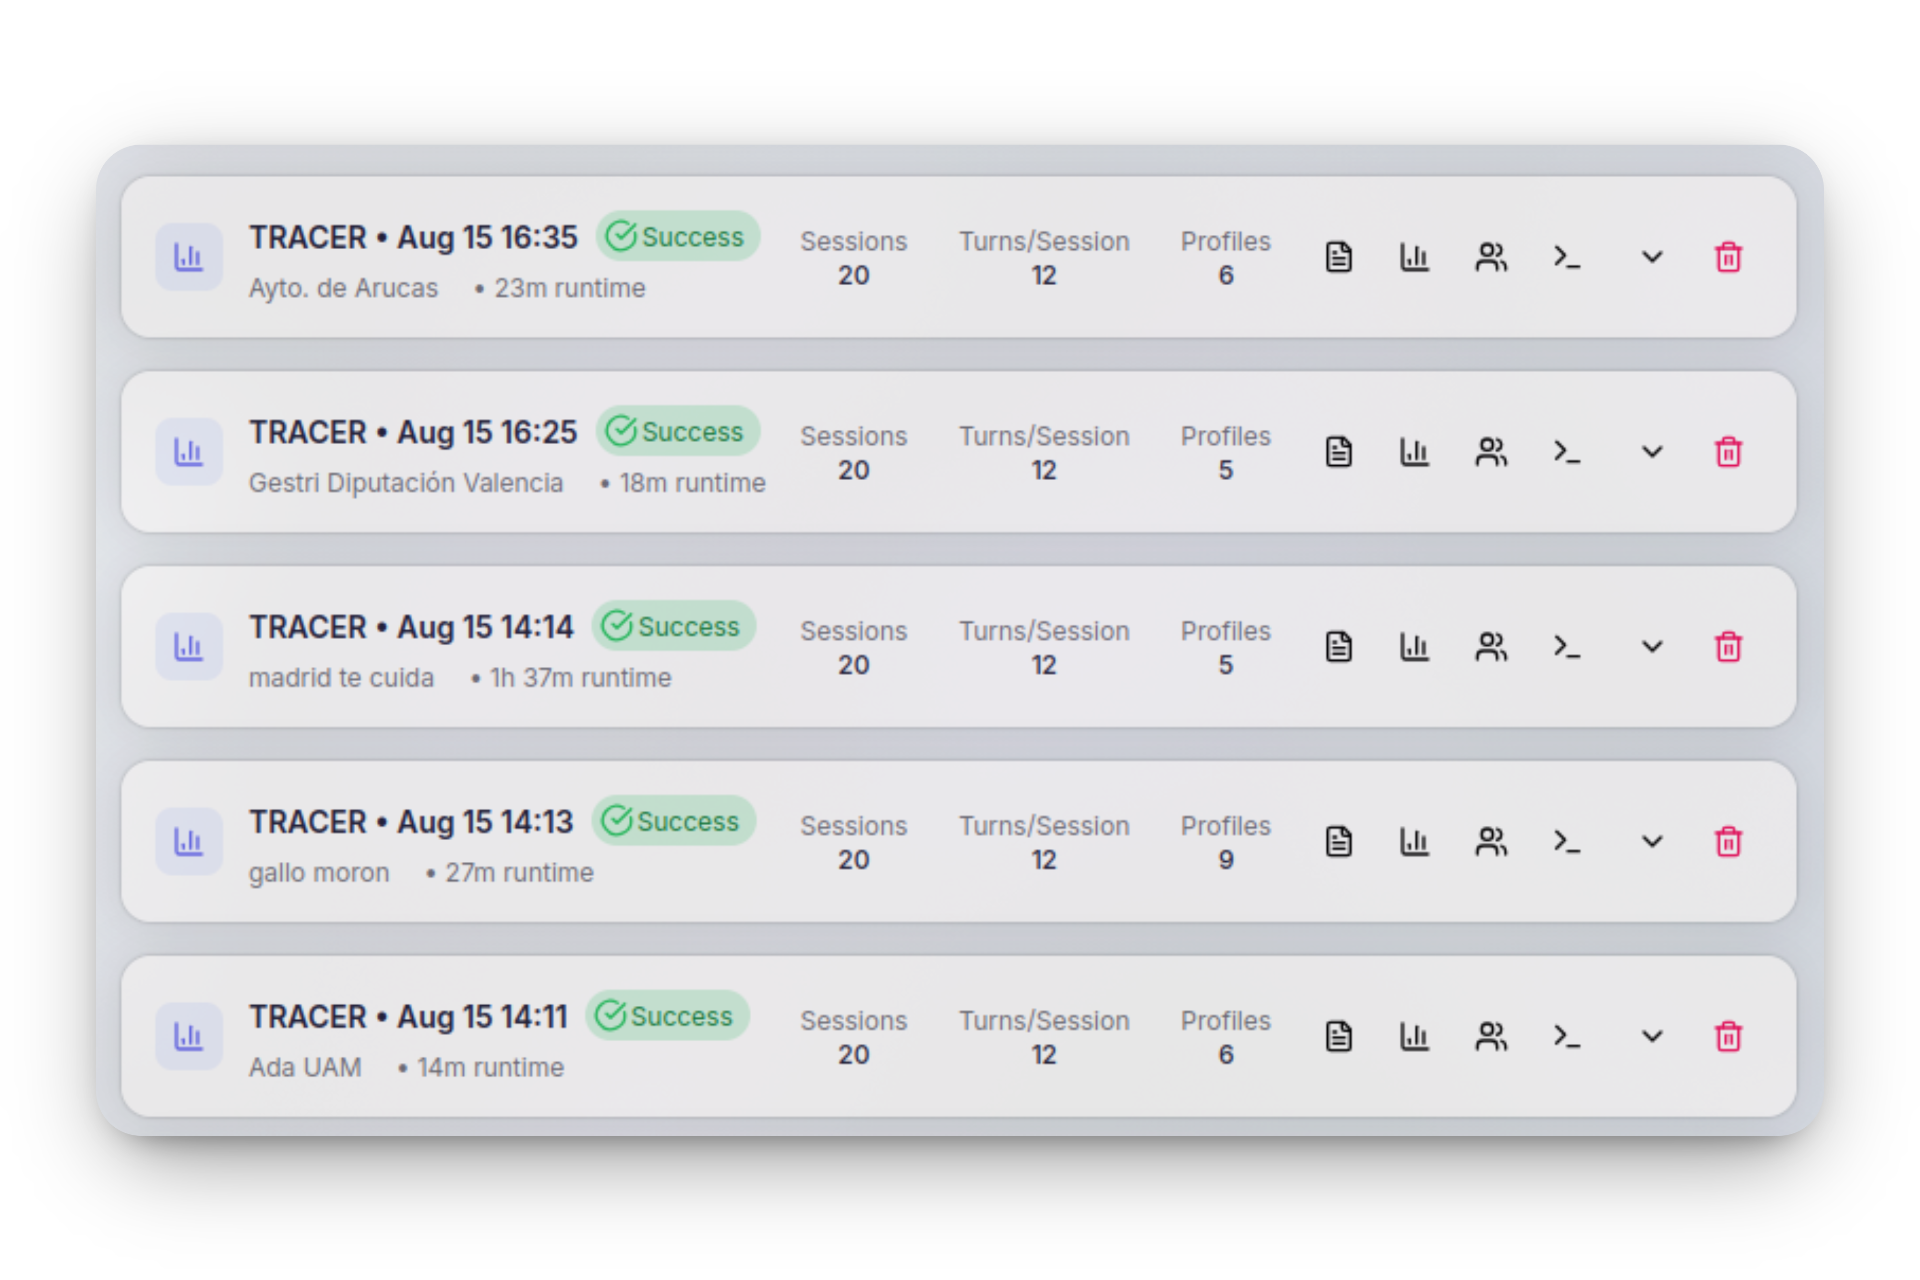 TRACER • Aug 15 16:35 Success
Ayto. de Arucas • 23m runtime
Sessions Turns/Session Profiles
20 12 6
TRACER • Aug 15 16:25 Success
Gestri Diputación Valencia • 18m runtime
Sessions Turns/Session Profiles
20 12 5
TRACER • Aug 15 14:14 Success
madrid te cuida • 1h 37m runtime
Sessions Turns/Session Profiles
20 12 5
TRACER • Aug 15 14:13 Success
gallo moron • 27m runtime
Sessions Turns/Session Profiles
20 12 9
TRACER • Aug 15 14:11 Success
Ada UAM • 14m runtime
Sessions Turns/Session Profiles
20 12 6